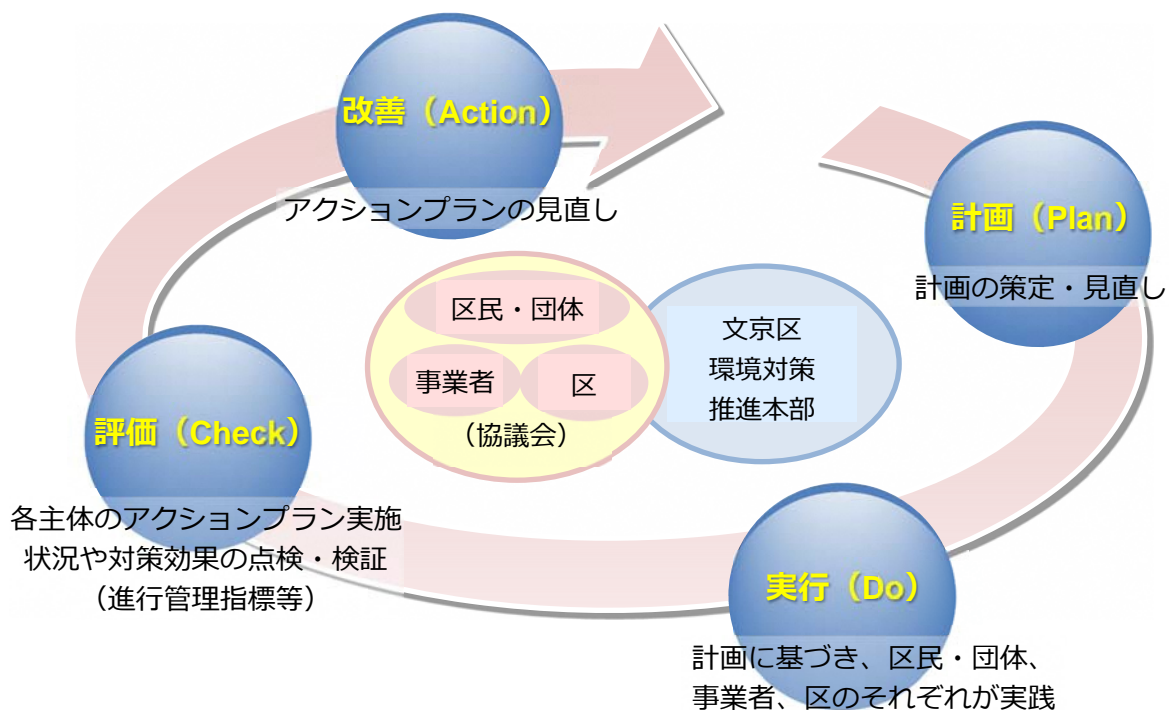 改善（Action）
アクションプランの見直し
計画（Plan）
計画の策定・見直し
区民・団体
事業者
区
（協議会）
文京区
環境対策
推進本部
評価（Check）
各主体のアクションプラン実施
状況や対策効果の点検・検証
（進行管理指標等）
実行（Do）
計画に基づき、区民・団体、
事業者、区のそれぞれが実践